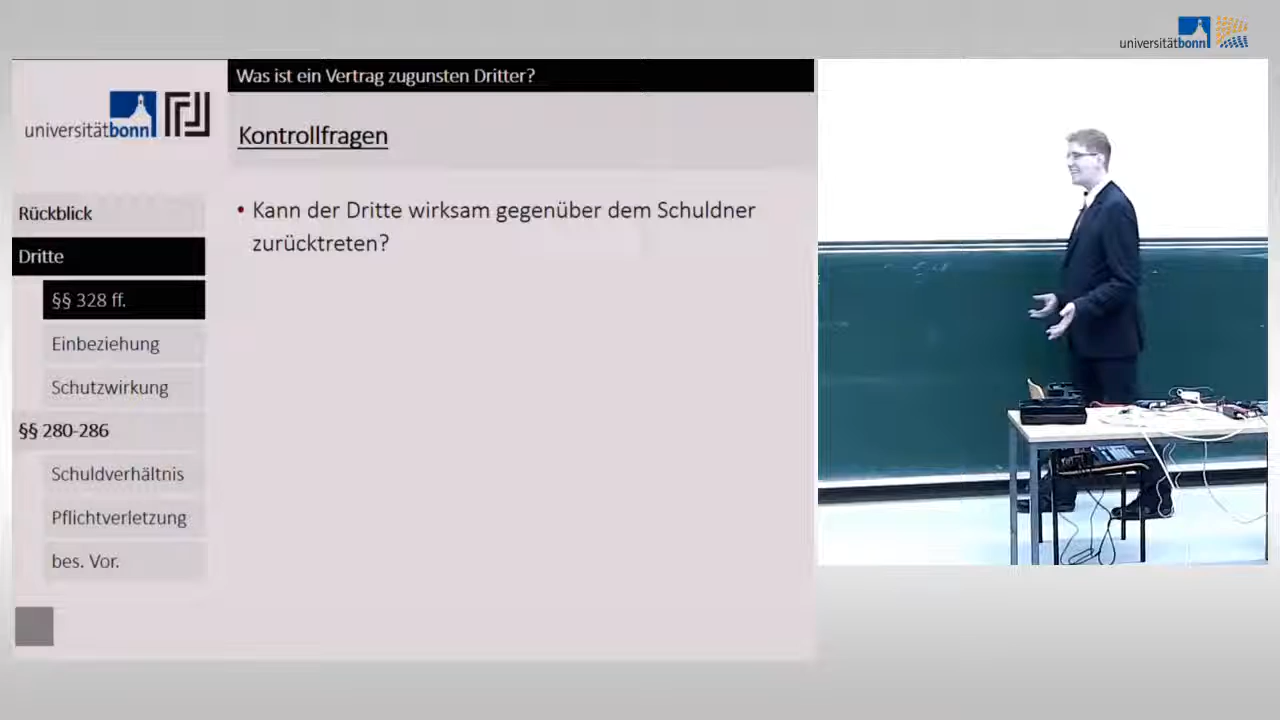 universitätbonn
Was ist ein Vertrag zugunsten Dritter?
universitätbonn
Kontrollfragen
Rückblick
Dritte
§§ 328 ff.
Einbeziehung
Schutzwirkung
§§ 280-286
Schuldverhältnis
Pflichtverletzung
bes. Vor.
• Kann der Dritte wirksam gegenüber dem Schuldner
zurücktreten?